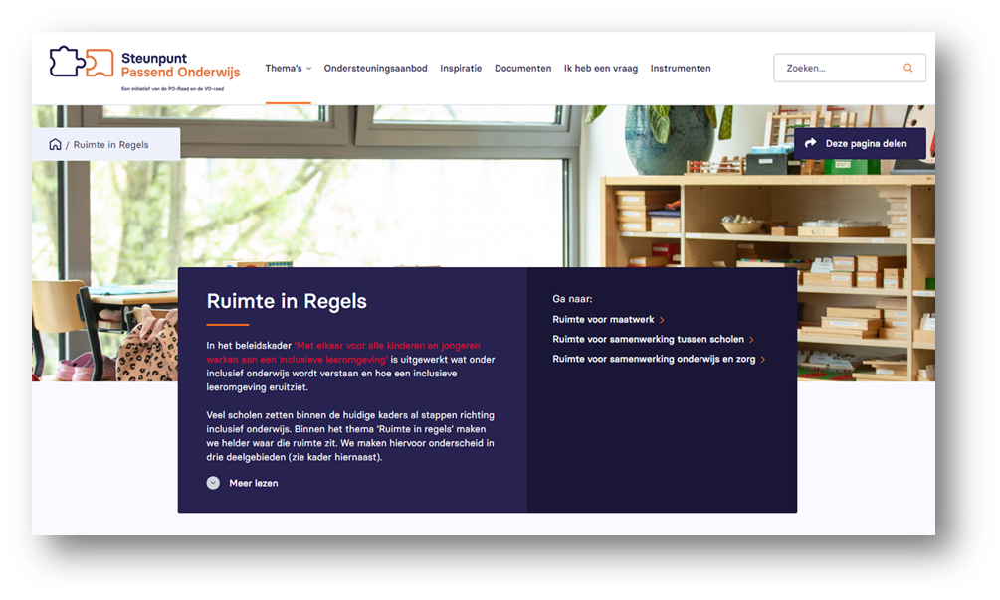 Steunpunt
Passend Onderwijs
Een initiatief van de PO-Raad en de VO-raad
Thema's
Ondersteuningsaanbod
Inspiratie
Documenten
Ik heb een vraag
Instrumenten
Zoeken...
/ Ruimte in Regels
Deze pagina delen
Ruimte in Regels
In het beleidskader 'Met elkaar voor alle kinderen en jongeren
werken aan een inclusieve leeromgeving' is uitgewerkt wat onder
inclusief onderwijs wordt verstaan en hoe een inclusieve
leeromgeving eruitziet.
Veel scholen zetten binnen de huidige kaders al stappen richting
inclusief onderwijs. Binnen het thema 'Ruimte in regels' maken
we helder waar die ruimte zit. We maken hiervoor onderscheid in
drie deelgebieden (zie kader hiernaast).
Meer lezen
Ga naar:
Ruimte voor maatwerk
Ruimte voor samenwerking tussen scholen
Ruimte voor samenwerking onderwijs en zorg